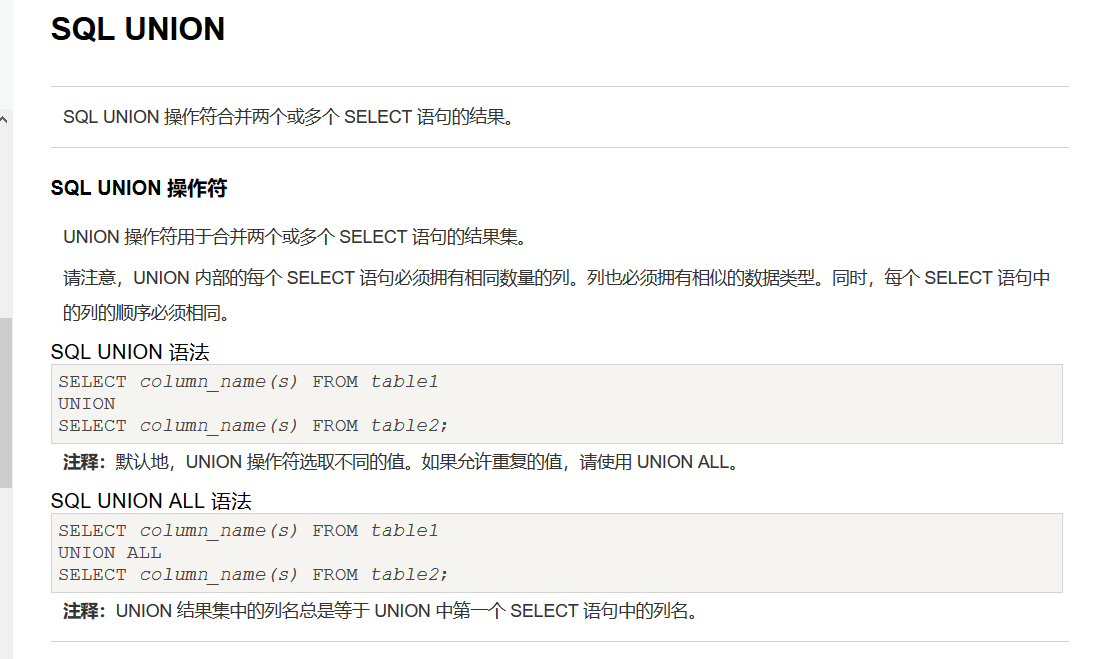 SQL UNION
SQL UNION 操作符合并两个或多个 SELECT 语句的结果。
SQL UNION 操作符
UNION 操作符用于合并两个或多个 SELECT 语句的结果集。
请注意，UNION 内部的每个 SELECT 语句必须拥有相同数量的列。列也必须拥有相似的数据类型。同时，每个 SELECT 语句中
的列的顺序必须相同。
SQL UNION 语法
SELECT column_name(s) FROM table1
UNION
SELECT column_name(s) FROM table2;
注释：默认地，UNION 操作符选取不同的值。如果允许重复的值，请使用 UNION ALL。
SQL UNION ALL 语法
SELECT column_name(s) FROM table1
UNION ALL
SELECT column_name(s) FROM table2;
注释：UNION 结果集中的列名总是等于 UNION 中第一个 SELECT 语句中的列名。